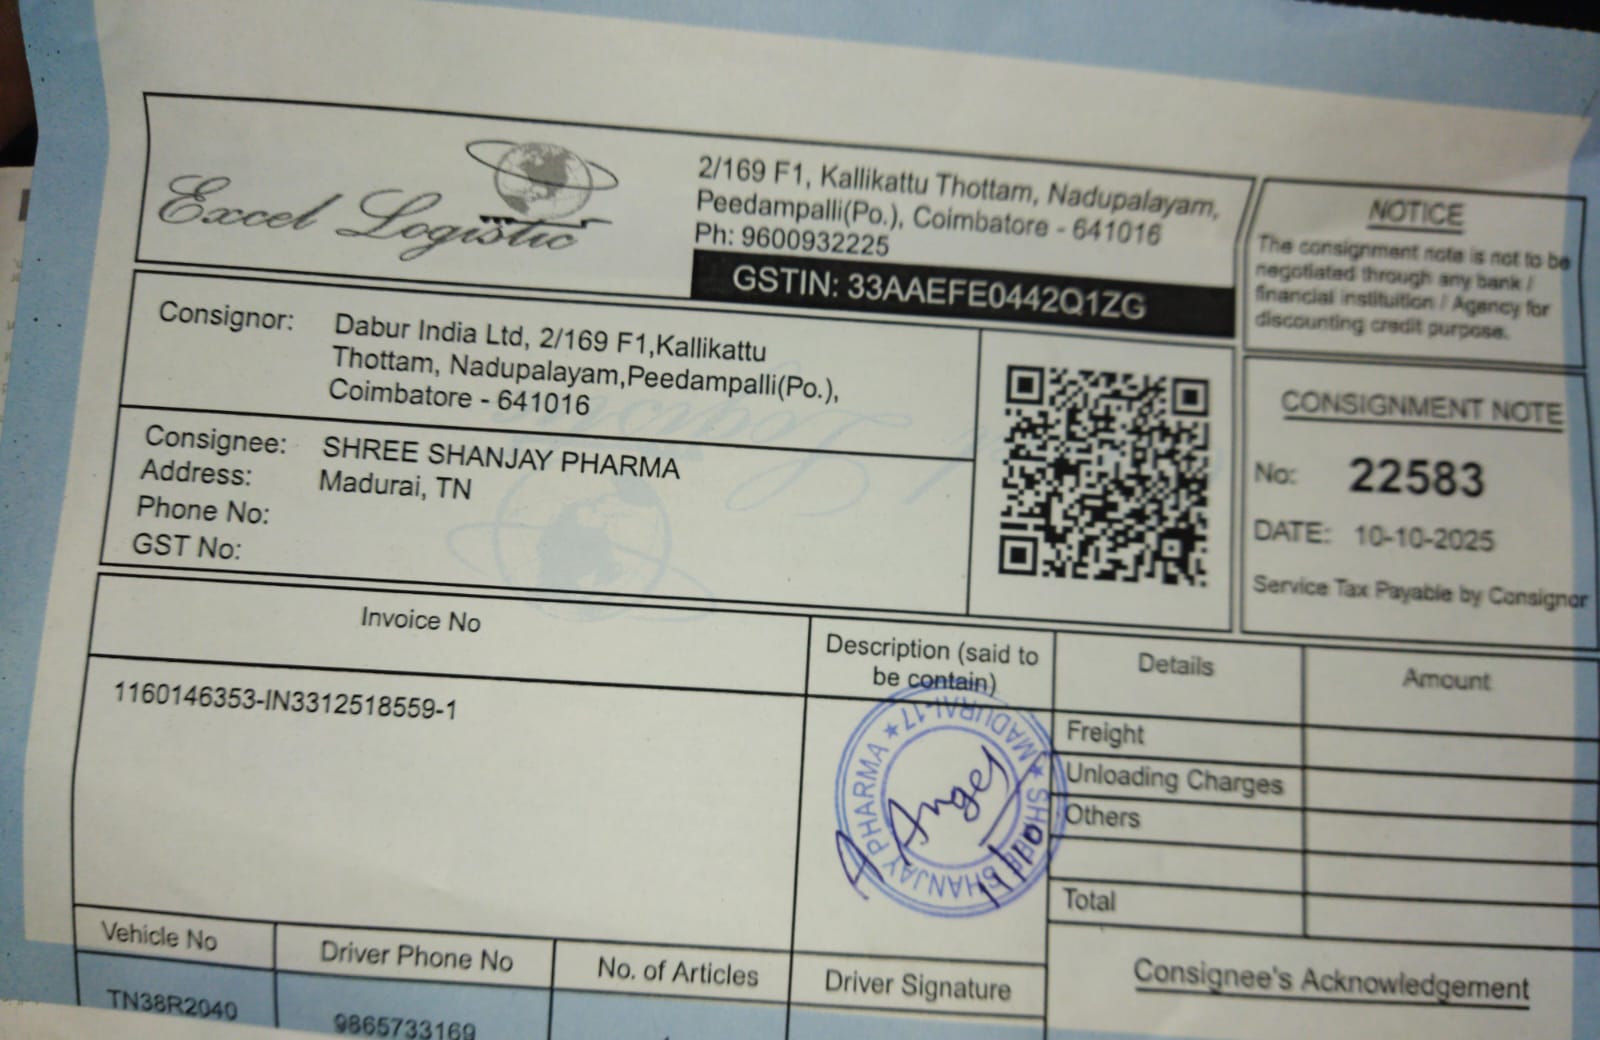 Excel Logistic
2/169 F1, Kallikattu Thottam, Nadupalayam,
Peedampalli(Po.), Coimbatore - 641016
Ph: 9600932225
GSTIN: 33AAEFE0442Q1ZG
NOTICE
The consignment note is not to be
negotiated through any bank /
financial instituition / Agency for
discounting credit purpose.
Consignor: Dabur India Ltd, 2/169 F1,Kallikattu
Thottam, Nadupalayam,Peedampalli(Po.),
Coimbatore - 641016
Consignee: SHREE SHANJAY PHARMA
Address: Madurai, TN
Phone No:
GST No:
CONSIGNMENT NOTE
No: 22583
DATE: 10-10-2025
Service Tax Payable by Consignor
Invoice No
Description (said to
be contain)
Details
Amount
1160146353-IN3312518559-1
SHREE SHANJAY PHARMA ★ MADURAI-17 ★
A Angel
11/10
Freight
Unloading Charges
Others
Total
Vehicle No
Driver Phone No
No. of Articles
Driver Signature
Consignee's Acknowledgement
TN38R2040
9865733169